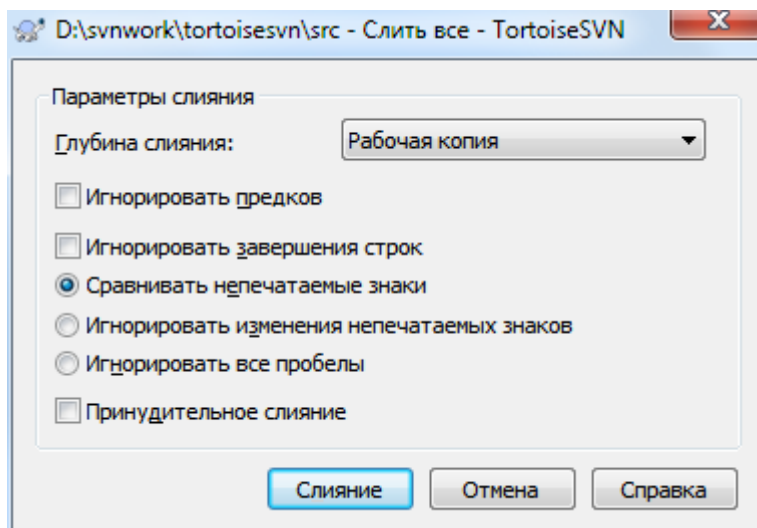 D:\svnwork\tortoisesvn\src - Слить все - TortoiseSVN
Параметры слияния
Глубина слияния: Рабочая копия
Игнорировать предков
Игнорировать завершения строк
Сравнивать непечатаемые знаки
Игнорировать изменения непечатаемых знаков
Игнорировать все пробелы
Принудительное слияние
Слияние Отмена Справка